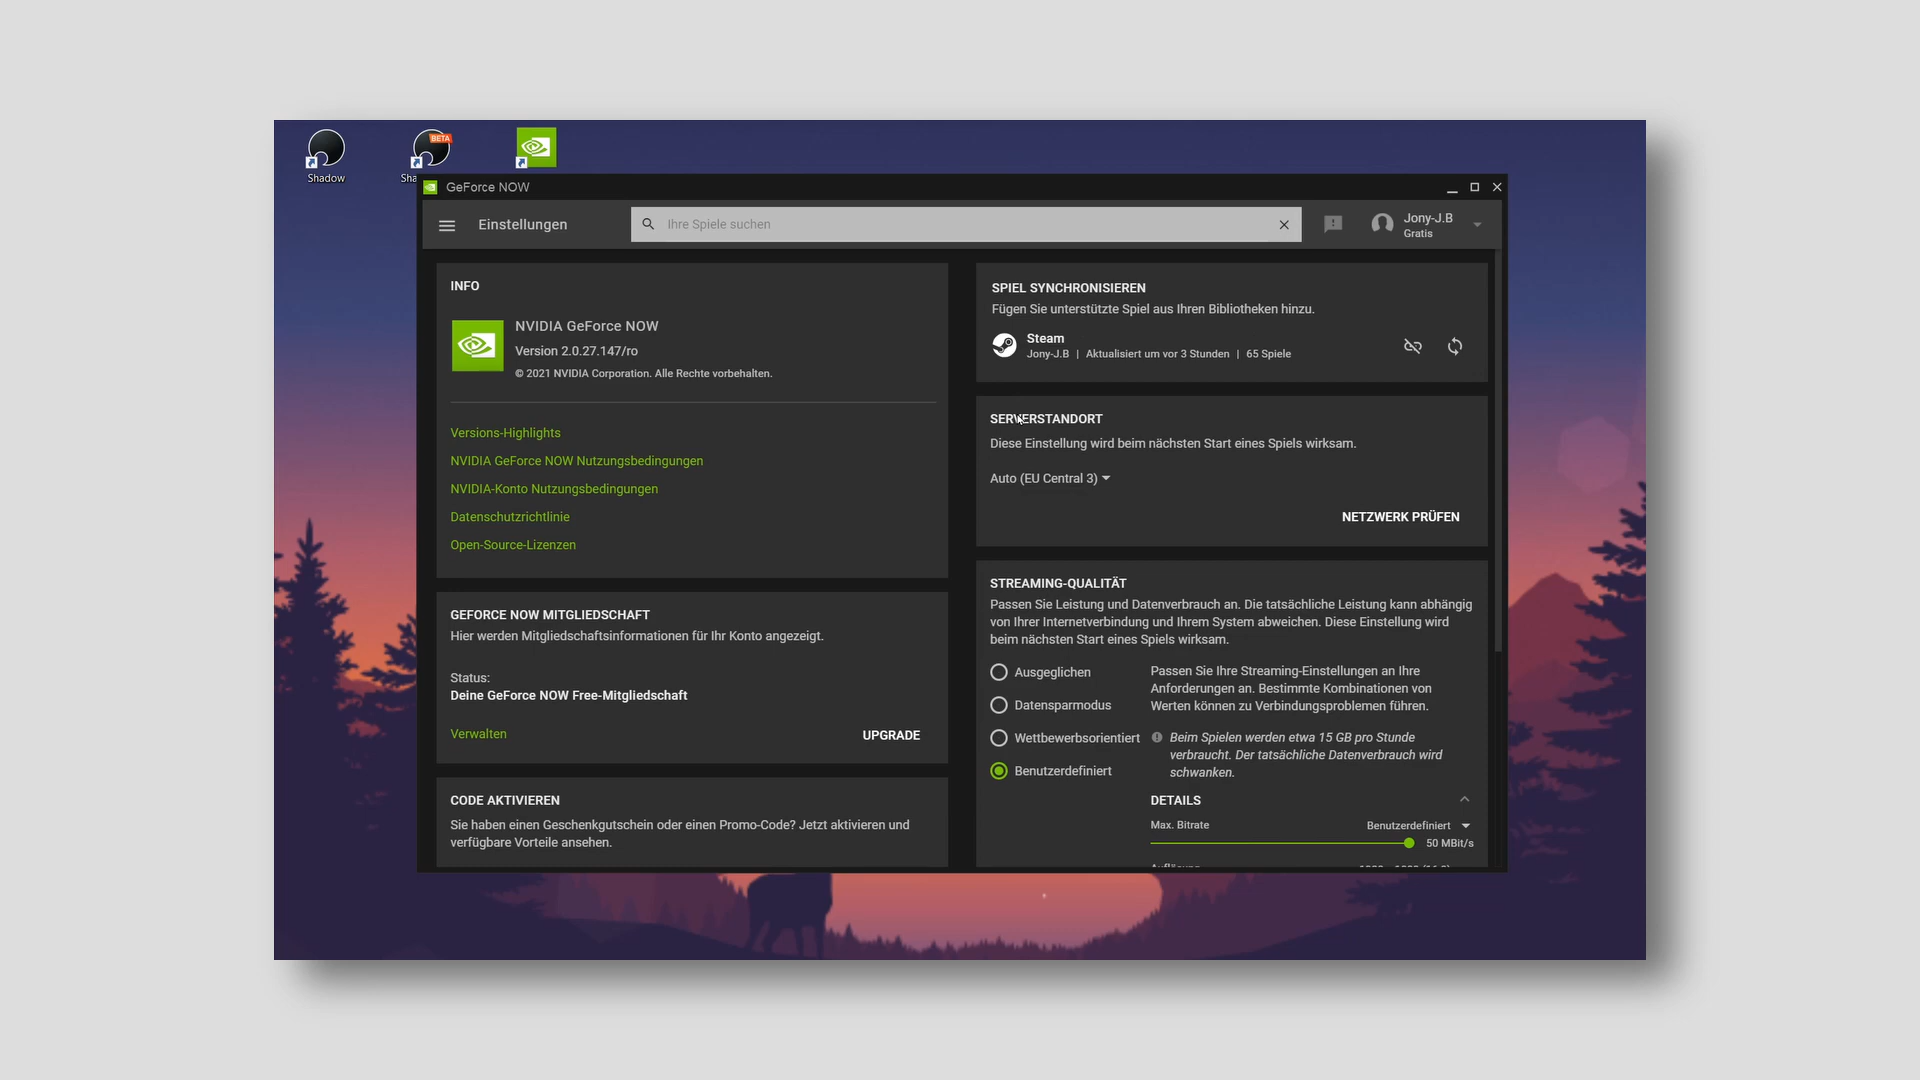 BETA
Shadow
Sha
GeForce NOW
Einstellungen
Ihre Spiele suchen
Jony-J.B
Gratis
INFO
NVIDIA GeForce NOW
Version 2.0.27.147/ro
© 2021 NVIDIA Corporation. Alle Rechte vorbehalten.
Versions-Highlights
NVIDIA GeForce NOW Nutzungsbedingungen
NVIDIA-Konto Nutzungsbedingungen
Datenschutzrichtlinie
Open-Source-Lizenzen
GEFORCE NOW MITGLIEDSCHAFT
Hier werden Mitgliedschaftsinformationen für Ihr Konto angezeigt.
Status:
Deine GeForce NOW Free-Mitgliedschaft
Verwalten
UPGRADE
CODE AKTIVIEREN
Sie haben einen Geschenkgutschein oder einen Promo-Code? Jetzt aktivieren und
verfügbare Vorteile ansehen.
SPIEL SYNCHRONISIEREN
Fügen Sie unterstützte Spiel aus Ihren Bibliotheken hinzu.
Steam
Jony-J.B | Aktualisiert um vor 3 Stunden | 65 Spiele
SERVERSTANDORT
Diese Einstellung wird beim nächsten Start eines Spiels wirksam.
Auto (EU Central 3)
NETZWERK PRÜFEN
STREAMING-QUALITÄT
Passen Sie Leistung und Datenverbrauch an. Die tatsächliche Leistung kann abhängig
von Ihrer Internetverbindung und Ihrem System abweichen. Diese Einstellung wird
beim nächsten Start eines Spiels wirksam.
Ausgeglichen
Datensparmodus
Wettbewerbsorientiert
Benutzerdefiniert
Passen Sie Ihre Streaming-Einstellungen an Ihre
Anforderungen an. Bestimmte Kombinationen von
Werten können zu Verbindungsproblemen führen.
Beim Spielen werden etwa 15 GB pro Stunde
verbraucht. Der tatsächliche Datenverbrauch wird
schwanken.
DETAILS
Max. Bitrate
Benutzerdefiniert
50 MBit/s